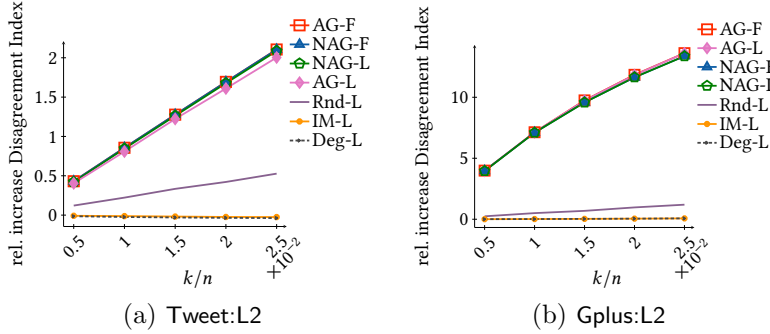 rel. increase Disagreement Index
2
1.5
1
0.5
0
0.5
1
1.5
2
2.5
×10⁻²
k/n
AG-F
NAG-F
NAG-L
AG-L
Rnd-L
IM-L
Deg-L
(a) Tweet:L2
rel. increase Disagreement Index
10
5
0
0.5
1
1.5
2
2.5
×10⁻²
k/n
AG-F
AG-L
NAG-
NAG-
Rnd-L
IM-L
Deg-L
(b) Gplus:L2